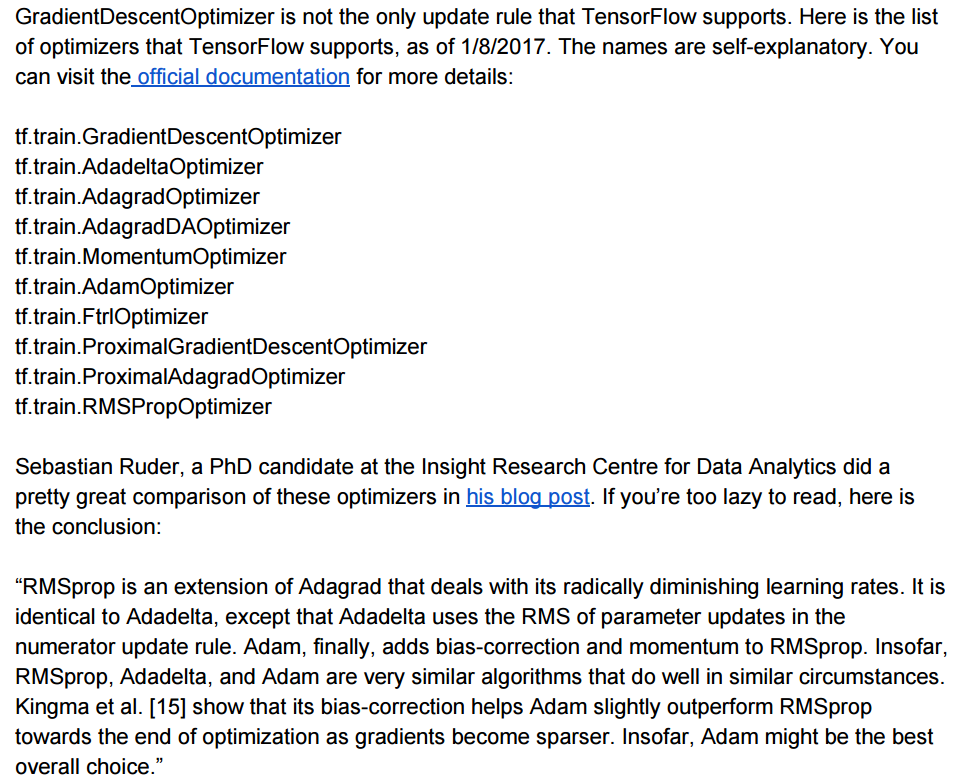 GradientDescentOptimizer is not the only update rule that TensorFlow supports. Here is the list
of optimizers that TensorFlow supports, as of 1/8/2017. The names are self-explanatory. You
can visit the official documentation for more details:
tf.train.GradientDescentOptimizer
tf.train.AdadeltaOptimizer
tf.train.AdagradOptimizer
tf.train.AdagradDAOptimizer
tf.train.MomentumOptimizer
tf.train.AdamOptimizer
tf.train.FtrlOptimizer
tf.train.ProximalGradientDescentOptimizer
tf.train.ProximalAdagradOptimizer
tf.train.RMSPropOptimizer
Sebastian Ruder, a PhD candidate at the Insight Research Centre for Data Analytics did a
pretty great comparison of these optimizers in his blog post. If you’re too lazy to read, here is
the conclusion:
“RMSprop is an extension of Adagrad that deals with its radically diminishing learning rates. It is
identical to Adadelta, except that Adadelta uses the RMS of parameter updates in the
numerator update rule. Adam, finally, adds bias-correction and momentum to RMSprop. Insofar,
RMSprop, Adadelta, and Adam are very similar algorithms that do well in similar circumstances.
Kingma et al. [15] show that its bias-correction helps Adam slightly outperform RMSprop
towards the end of optimization as gradients become sparser. Insofar, Adam might be the best
overall choice.”